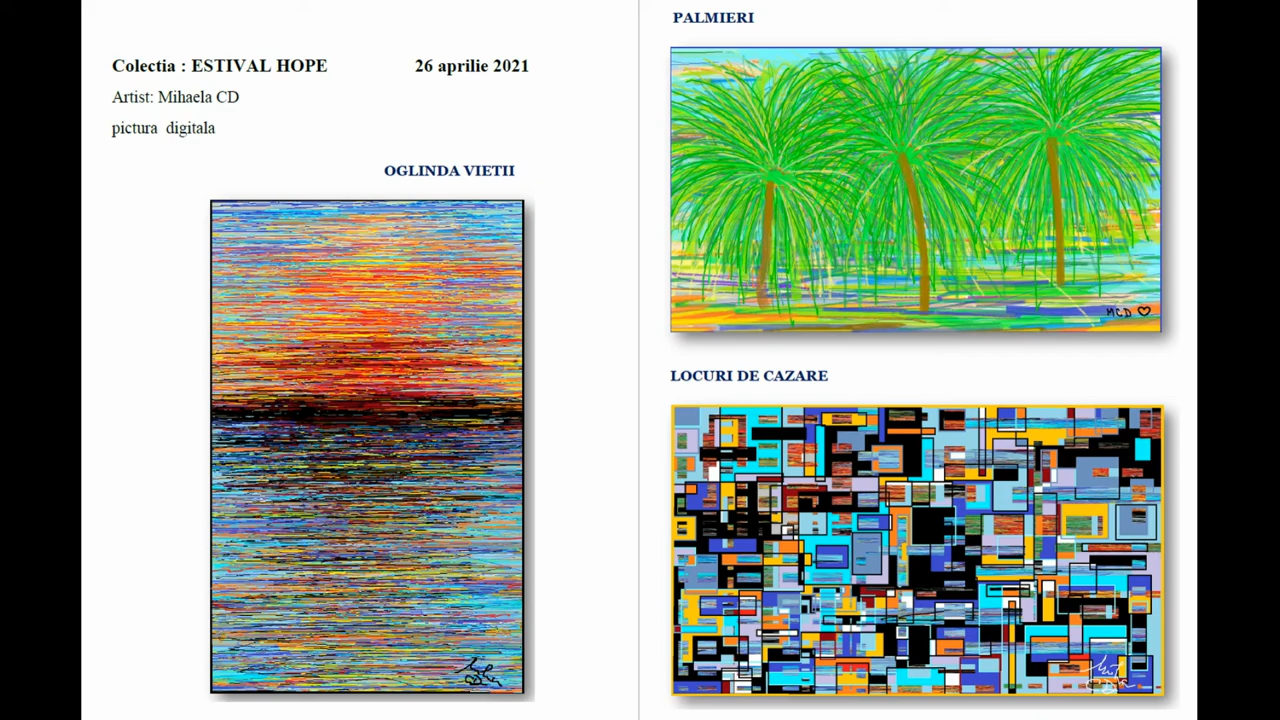 Colectia : ESTIVAL HOPE 26 aprilie 2021
Artist: Mihaela CD
pictura digitala
OGLINDA VIETII
PALMIERI
MCD
LOCURI DE CAZARE